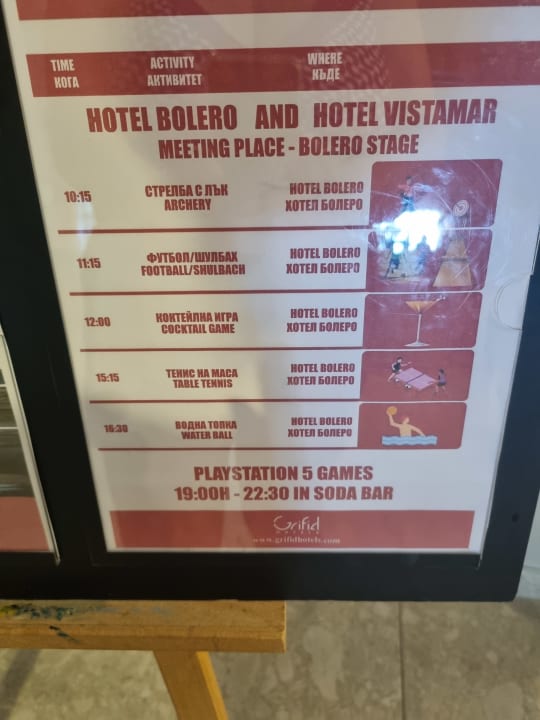 TIME ACTIVITY WHERE
КОГА АКТИВИТЕТ КЪДЕ
HOTEL BOLERO AND HOTEL VISTAMAR
MEETING PLACE - BOLERO STAGE
10:15 СТРЕЛБА С ЛЪК HOTEL BOLERO
ARCHERY ХОТЕЛ БОЛЕРО
11:15 ФУТБОЛ/ШУЛБАХ HOTEL BOLERO
FOOTBALL/SHULBACH ХОТЕЛ БОЛЕРО
12:00 КОКТЕЙЛНА ИГРА HOTEL BOLERO
COCKTAIL GAME ХОТЕЛ БОЛЕРО
15:15 ТЕНИС НА МАСА HOTEL BOLERO
TABLE TENNIS ХОТЕЛ БОЛЕРО
16:30 ВОДНА ТОПКА HOTEL BOLERO
WATER BALL ХОТЕЛ БОЛЕРО
PLAYSTATION 5 GAMES
19:00H - 22:30 IN SODA BAR
Grifid
HOTELS
www.grifidhotels.com